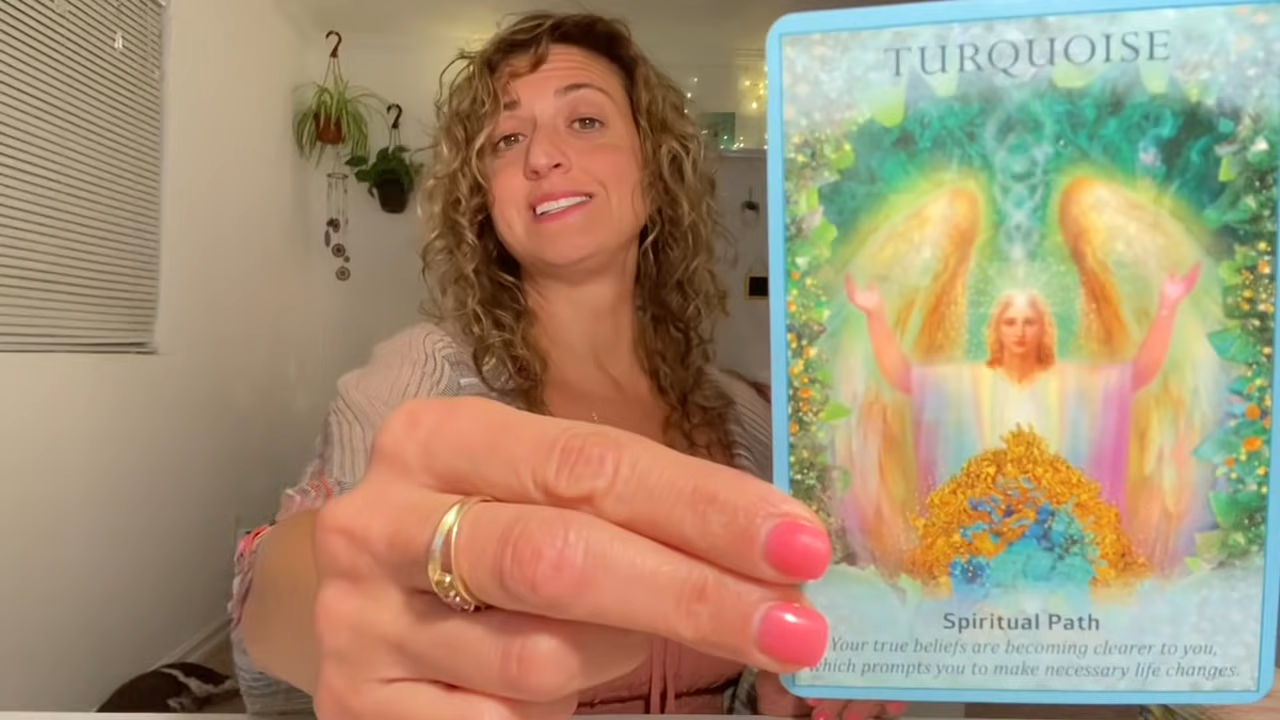 TURQUOISE
Spiritual Path
Your true beliefs are becoming clearer to you,
which prompts you to make necessary life changes.